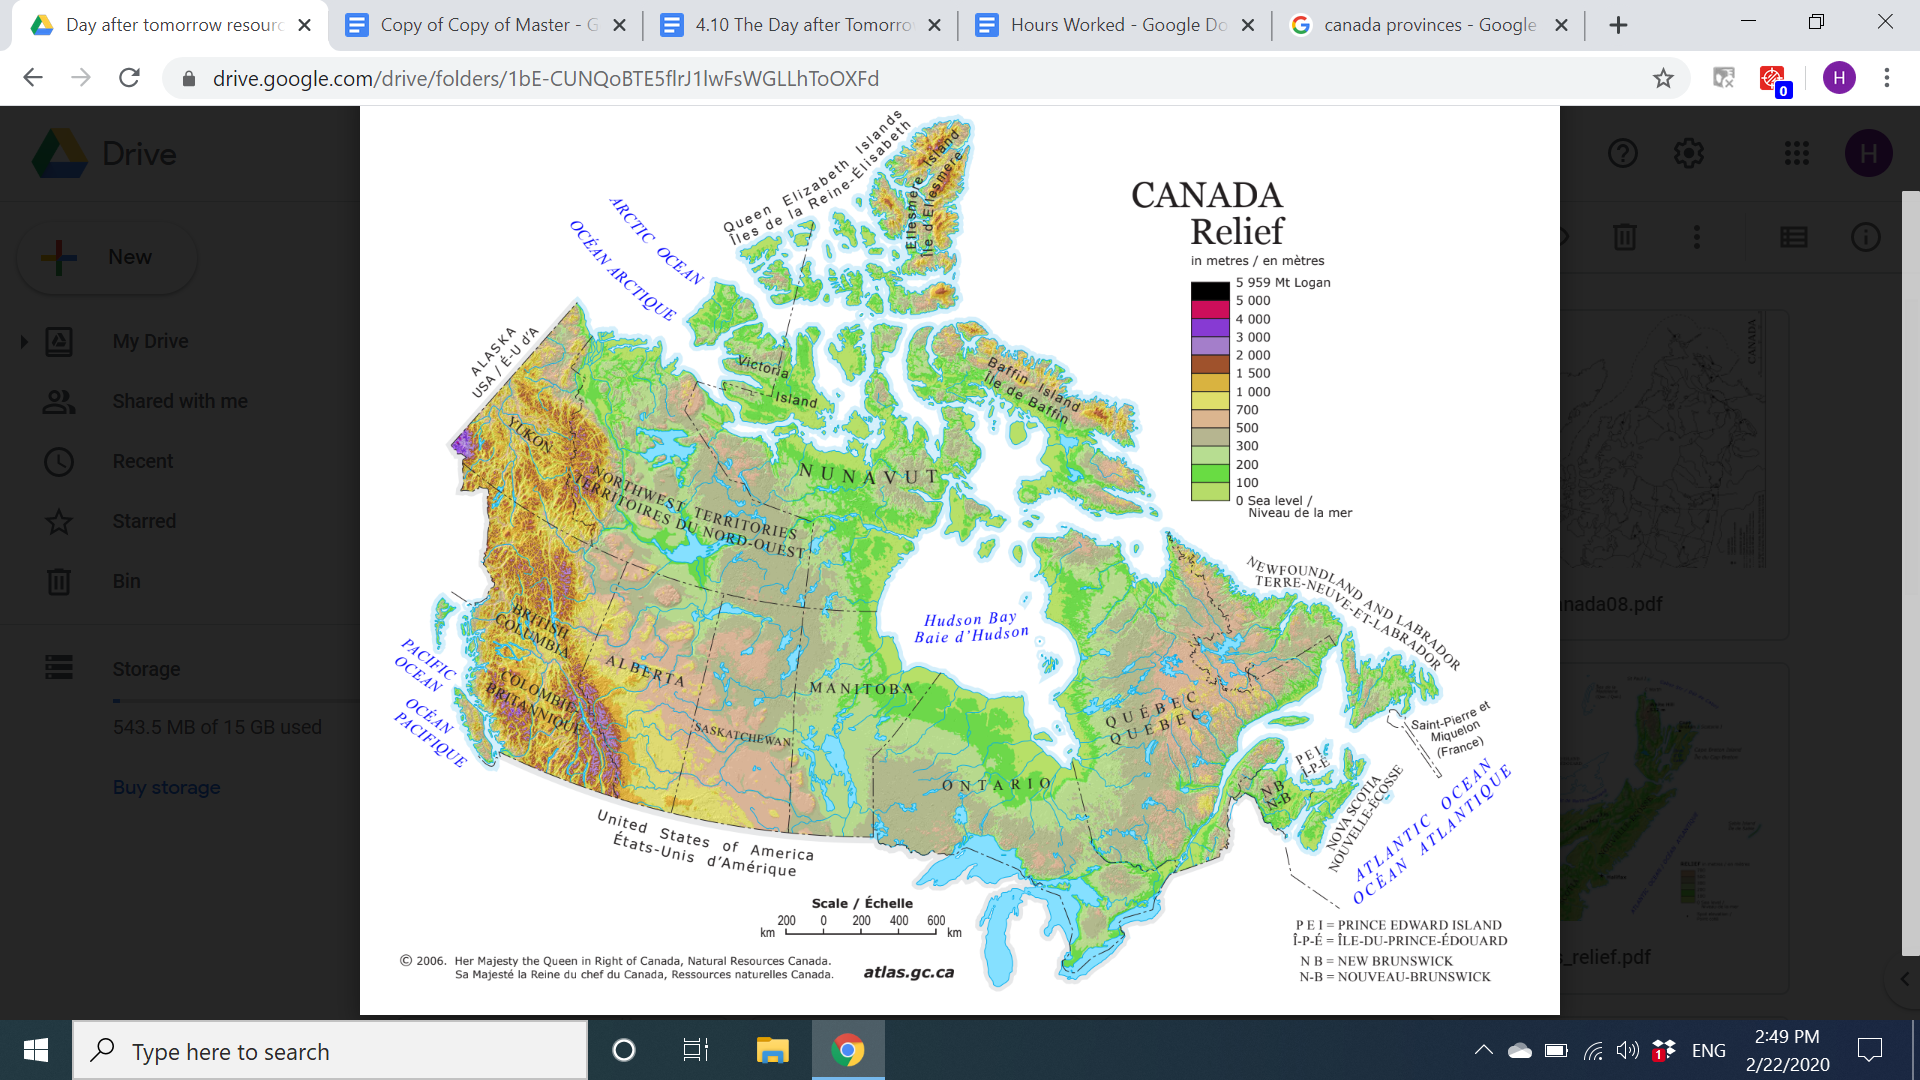 Day after tomorrow resourc
Copy of Copy of Master - G
4.10 The Day after Tomorro
Hours Worked - Google Do
canada provinces - Google
drive.google.com/drive/folders/1bE-CUNQoBTE5flrJ1lwFsWGLLhToOXFd
0
H
Drive
H
New
My Drive
Shared with me
Recent
Starred
Bin
Storage
543.5 MB of 15 GB used
Buy storage
CANADA
Relief
in metres / en mètres
5 959 Mt Logan
5 000
4 000
3 000
2 000
1 500
1 000
700
500
300
200
100
0 Sea level /
Niveau de la mer
Queen Elizabeth Islands
Îles de la Reine-Élisabeth
Ellesmere Island
Île d'Ellesmere
ARCTIC OCEAN
OCÉAN ARCTIQUE
ALASKA
USA / É-U d'A
Victoria
Island
Baffin Island
Île de Baffin
YUKON
NUNAVUT
NORTHWEST TERRITORIES
TERRITOIRES DU NORD-OUEST
NEWFOUNDLAND AND LABRADOR
TERRE-NEUVE-ET-LABRADOR
Hudson Bay
Baie d'Hudson
BRITISH
COLUMBIA
COLOMBIE-
BRITANNIQUE
PACIFIC
OCEAN
OCÉAN
PACIFIQUE
ALBERTA
SASKATCHEWAN
MANITOBA
ONTARIO
QUÉBEC
QUEBEC
Saint-Pierre et
Miquelon
(France)
P E I
Î-P-É
N B
N-B
NOVA SCOTIA
NOUVELLE-ÉCOSSE
ATLANTIC OCEAN
OCÉAN ATLANTIQUE
United States of America
États-Unis d'Amérique
Scale / Échelle
200 0 200 400 600
km km
P E I = PRINCE EDWARD ISLAND
Î-P-É = ÎLE-DU-PRINCE-ÉDOUARD
N B = NEW BRUNSWICK
N-B = NOUVEAU-BRUNSWICK
© 2006. Her Majesty the Queen in Right of Canada, Natural Resources Canada.
Sa Majesté la Reine du chef du Canada, Ressources naturelles Canada.
atlas.gc.ca
CANADA
nada08.pdf
_relief.pdf
Type here to search
1
ENG
2:49 PM
2/22/2020